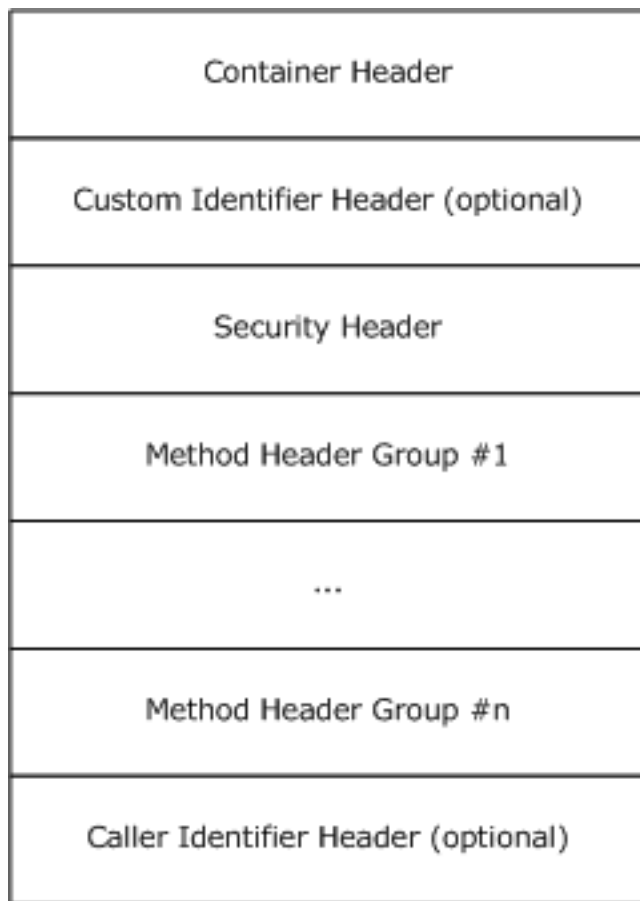 Container Header
Custom Identifier Header (optional)
Security Header
Method Header Group #1
...
Method Header Group #n
Caller Identifier Header (optional)